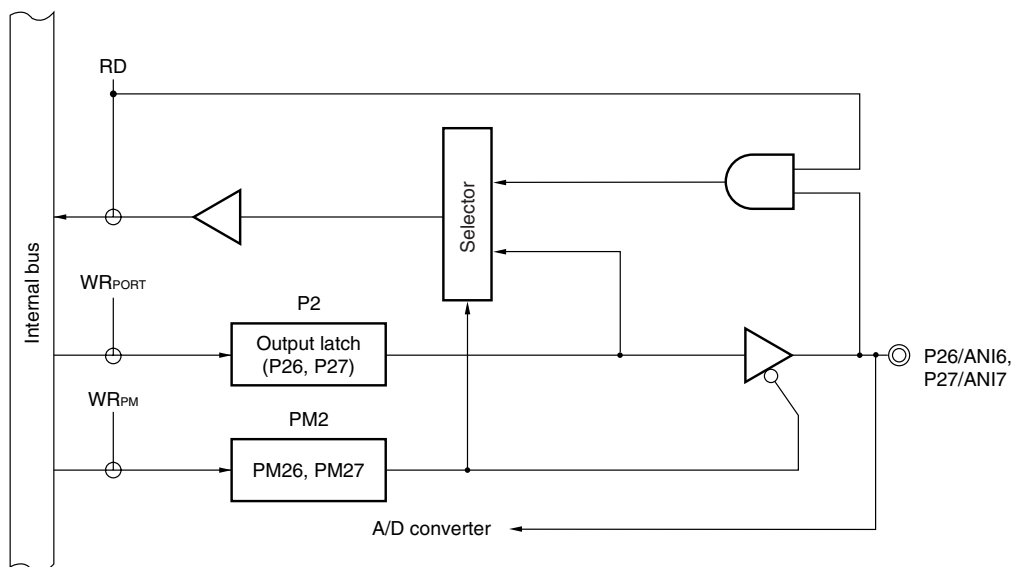 RD
Selector
Internal bus
WRPORT
P2
Output latch
(P26, P27)
P26/ANI6,
P27/ANI7
WRPM
PM2
PM26, PM27
A/D converter